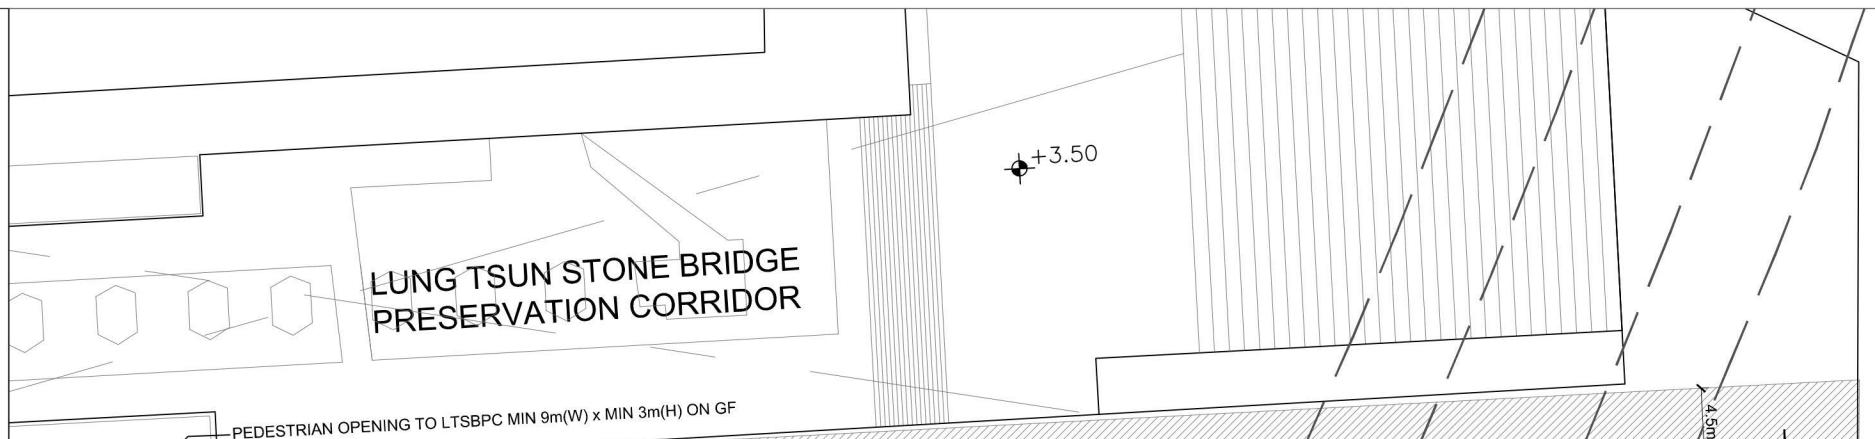 +3.50
LUNG TSUN STONE BRIDGE
PRESERVATION CORRIDOR
PEDESTRIAN OPENING TO LTSBPC MIN 9m(W) x MIN 3m(H) ON GF
4.5m